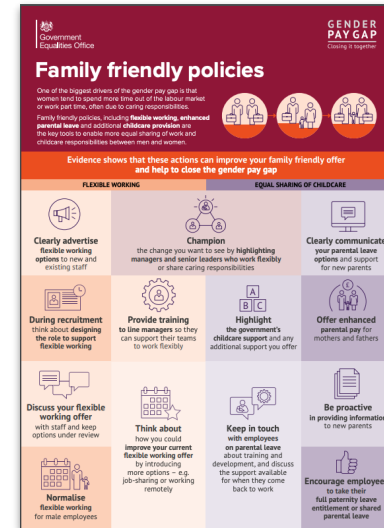 Government
Equalities Office
GENDER
PAY GAP
Closing it together
Family friendly policies
One of the biggest drivers of the gender pay gap is that
women tend to spend more time out of the labour market
or work part time, often due to caring responsibilities.
Family friendly policies, including flexible working, enhanced
parental leave and additional childcare provision are
the key tools to enable more equal sharing of work and
childcare responsibilities between men and women.
Evidence shows that these actions can improve your family friendly offer
and help to close the gender pay gap
FLEXIBLE WORKING
EQUAL SHARING OF CHILDCARE
Clearly advertise
flexible working
options to new and
existing staff
Champion
the change you want to see by highlighting
managers and senior leaders who work flexibly
or share caring responsibilities
Clearly communicate
your parental leave
options and support
for new parents
During recruitment
think about designing
the role to support
flexible working
Provide training
to line managers so they
can support their teams
to work flexibly
A
B C
Highlight
the government's
childcare support and any
additional support you offer
£
Offer enhanced
parental pay for
mothers and fathers
Discuss your flexible
working offer
with staff and keep
options under review
Think about
how you could
improve your current
flexible working offer
by introducing
more options – e.g.
job-sharing or working
remotely
Keep in touch
with employees
on parental leave
about training and
development, and discuss
the support available
for when they come
back to work
Be proactive
in providing information
to new parents
Normalise
flexible working
for male employees
Encourage employee
to take their
full paternity leave
entitlement or shared
parental leave